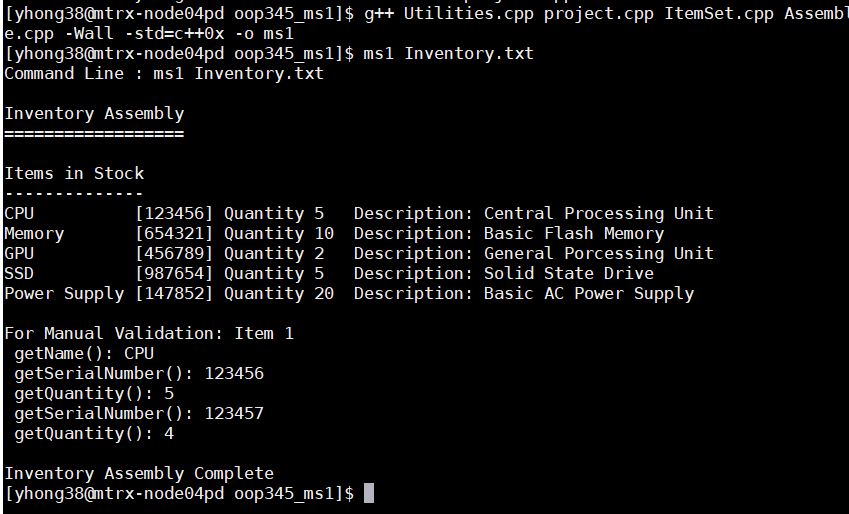 [yhong38@mtrx-node04pd oop345_ms1]$ g++ Utilities.cpp project.cpp ItemSet.cpp Assembl
e.cpp -Wall -std=c++0x -o ms1
[yhong38@mtrx-node04pd oop345_ms1]$ ms1 Inventory.txt
Command Line : ms1 Inventory.txt

Inventory Assembly
==================

Items in Stock
--------------
CPU          [123456] Quantity 5   Description: Central Processing Unit
Memory       [654321] Quantity 10  Description: Basic Flash Memory
GPU          [456789] Quantity 2   Description: General Porcessing Unit
SSD          [987654] Quantity 5   Description: Solid State Drive
Power Supply [147852] Quantity 20  Description: Basic AC Power Supply

For Manual Validation: Item 1
 getName(): CPU
 getSerialNumber(): 123456
 getQuantity(): 5
 getSerialNumber(): 123457
 getQuantity(): 4

Inventory Assembly Complete
[yhong38@mtrx-node04pd oop345_ms1]$